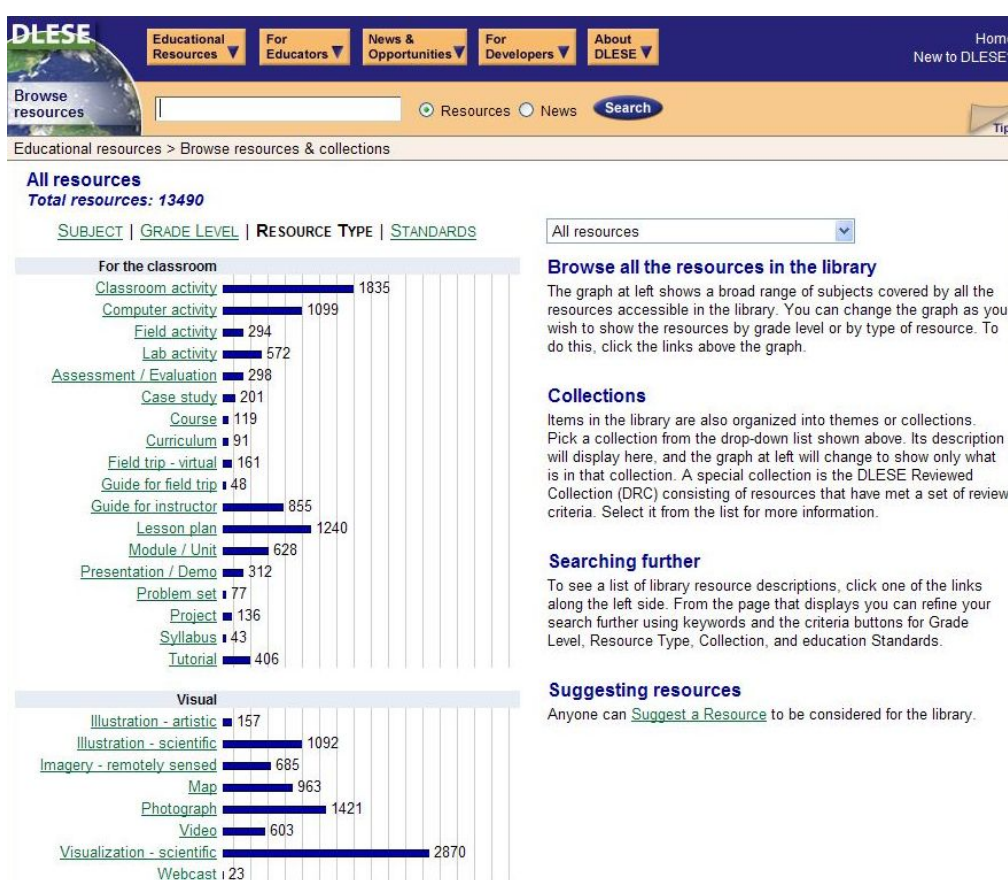 DLESE
Educational Resources
For Educators
News & Opportunities
For Developers
About DLESE
Home
New to DLESE
Browse resources
Resources
News
Search
Tip
Educational resources > Browse resources & collections
All resources
Total resources: 13490
SUBJECT | GRADE LEVEL | RESOURCE TYPE | STANDARDS
For the classroom
Classroom activity 1835
Computer activity 1099
Field activity 294
Lab activity 572
Assessment / Evaluation 298
Case study 201
Course 119
Curriculum 91
Field trip - virtual 161
Guide for field trip 48
Guide for instructor 855
Lesson plan 1240
Module / Unit 628
Presentation / Demo 312
Problem set 77
Project 136
Syllabus 43
Tutorial 406
Visual
Illustration - artistic 157
Illustration - scientific 1092
Imagery - remotely sensed 685
Map 963
Photograph 1421
Video 603
Visualization - scientific 2870
Webcast 23
All resources
Browse all the resources in the library
The graph at left shows a broad range of subjects covered by all the
resources accessible in the library. You can change the graph as you
wish to show the resources by grade level or by type of resource. To
do this, click the links above the graph.
Collections
Items in the library are also organized into themes or collections.
Pick a collection from the drop-down list shown above. Its description
will display here, and the graph at left will change to show only what
is in that collection. A special collection is the DLESE Reviewed
Collection (DRC) consisting of resources that have met a set of review
criteria. Select it from the list for more information.
Searching further
To see a list of library resource descriptions, click one of the links
along the left side. From the page that displays you can refine your
search further using keywords and the criteria buttons for Grade
Level, Resource Type, Collection, and education Standards.
Suggesting resources
Anyone can Suggest a Resource to be considered for the library.